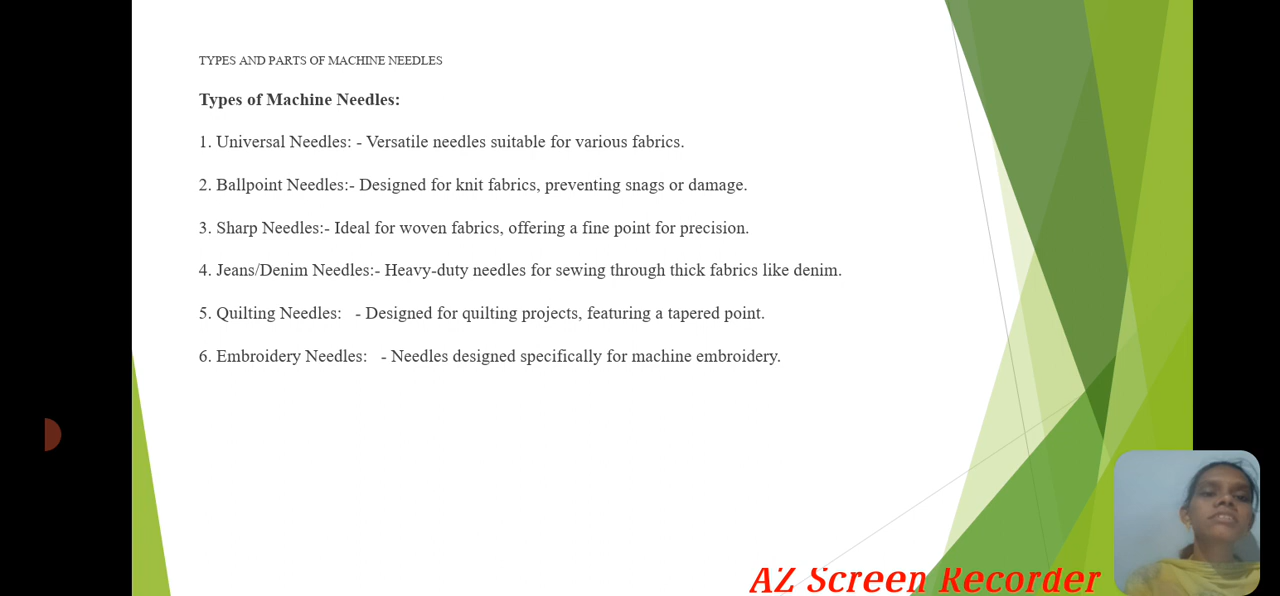 TYPES AND PARTS OF MACHINE NEEDLES
Types of Machine Needles:
1. Universal Needles: - Versatile needles suitable for various fabrics.
2. Ballpoint Needles:- Designed for knit fabrics, preventing snags or damage.
3. Sharp Needles:- Ideal for woven fabrics, offering a fine point for precision.
4. Jeans/Denim Needles:- Heavy-duty needles for sewing through thick fabrics like denim.
5. Quilting Needles:   - Designed for quilting projects, featuring a tapered point.
6. Embroidery Needles:   - Needles designed specifically for machine embroidery.
AZ Screen Recorder